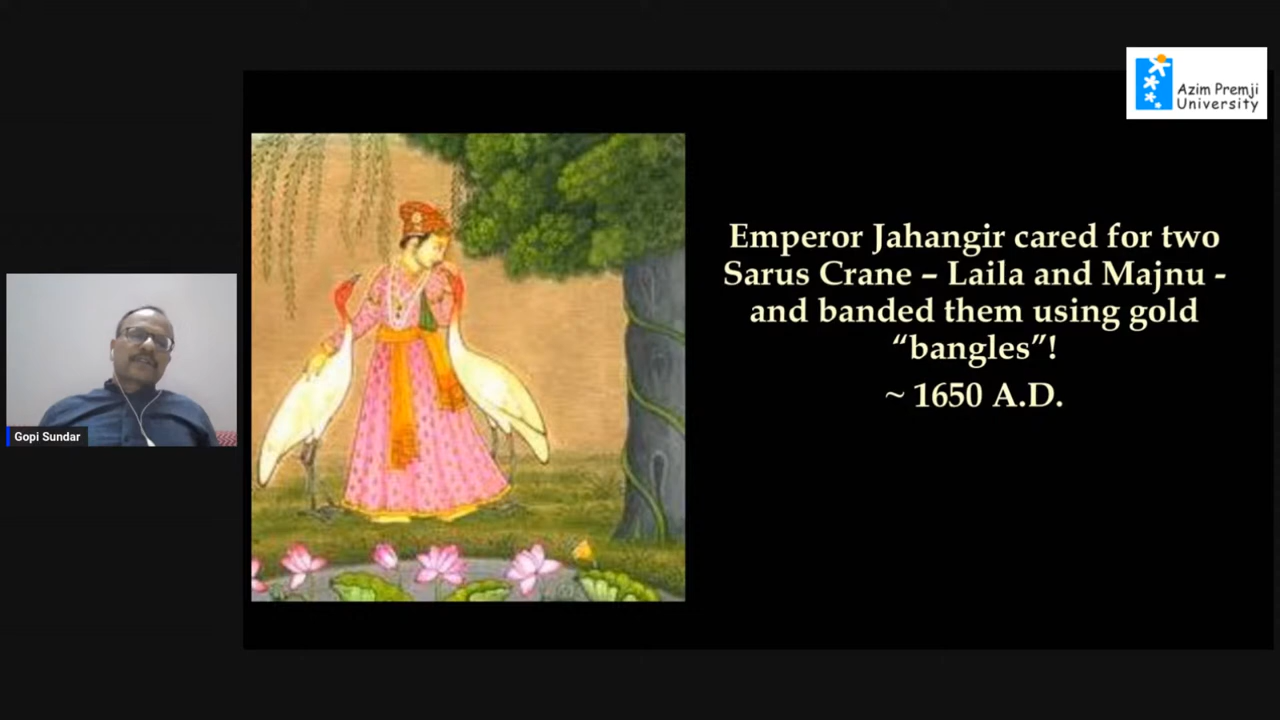 Azim Premji
University
Emperor Jahangir cared for two
Sarus Crane – Laila and Majnu -
and banded them using gold
“bangles”!
~ 1650 A.D.
Gopi Sundar